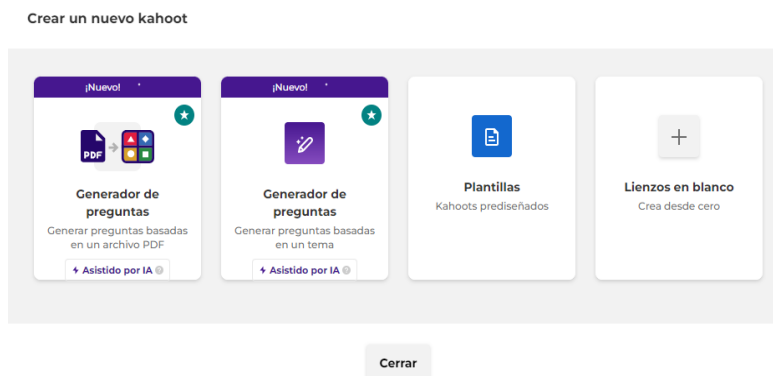 Crear un nuevo kahoot
¡Nuevo!
PDF
Generador de
preguntas
Generar preguntas basadas
en un archivo PDF
Asistido por IA ?
¡Nuevo!
Generador de
preguntas
Generar preguntas basadas
en un tema
Asistido por IA ?
Plantillas
Kahoots prediseñados
Lienzos en blanco
Crea desde cero
Cerrar